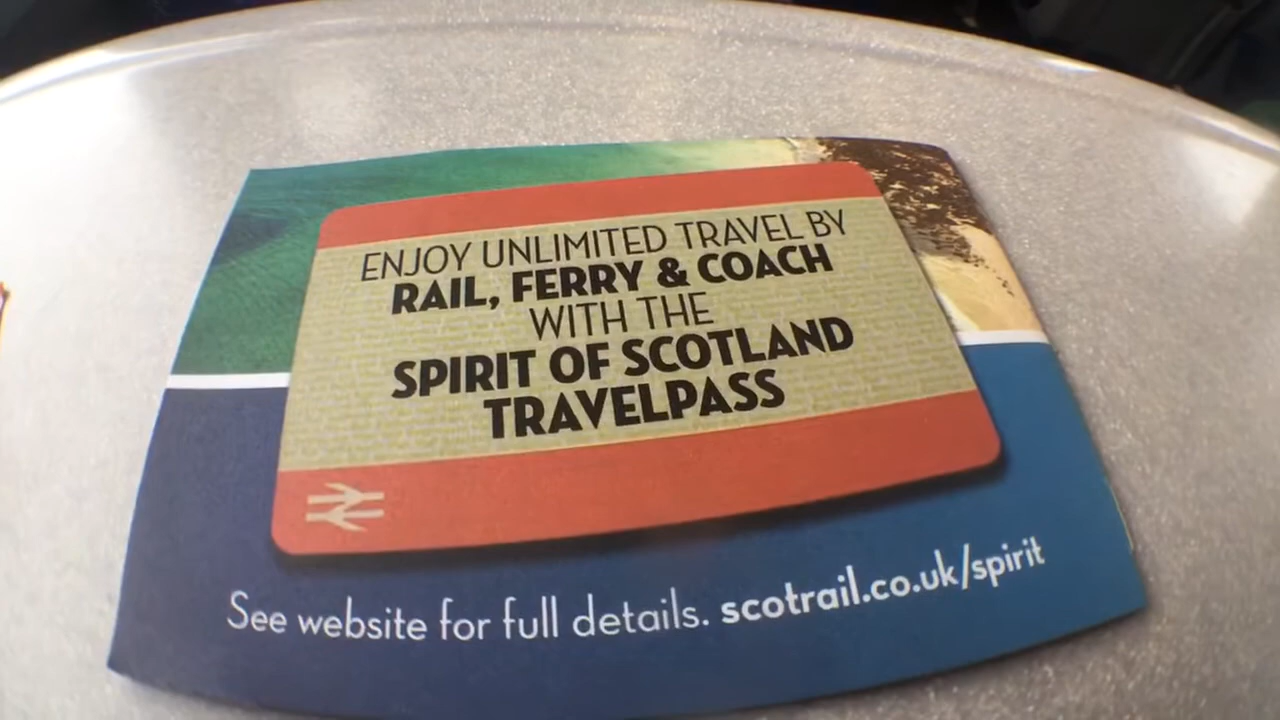 ENJOY UNLIMITED TRAVEL BY
RAIL, FERRY & COACH
WITH THE
SPIRIT OF SCOTLAND
TRAVELPASS
See website for full details. scotrail.co.uk/spirit